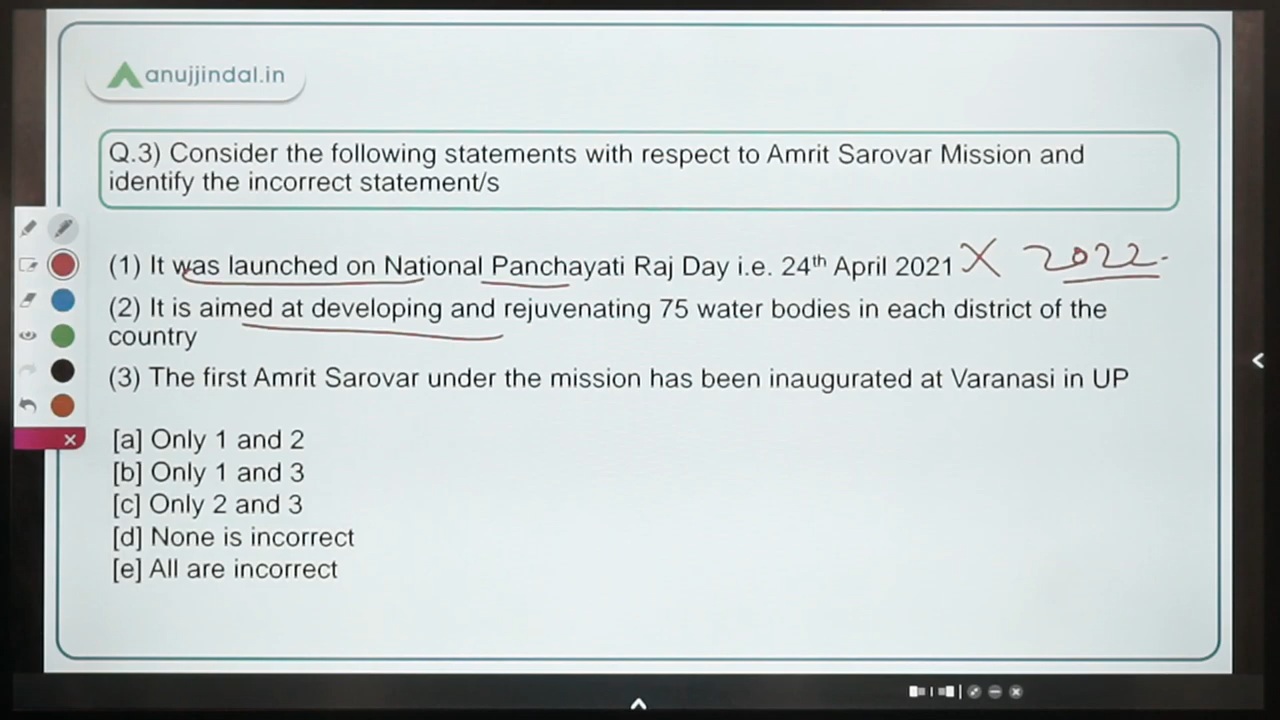 anujjindal.in
Q.3) Consider the following statements with respect to Amrit Sarovar Mission and
identify the incorrect statement/s
(1) It was launched on National Panchayati Raj Day i.e. 24th April 2021 X 2022.
(2) It is aimed at developing and rejuvenating 75 water bodies in each district of the
country
(3) The first Amrit Sarovar under the mission has been inaugurated at Varanasi in UP
[a] Only 1 and 2
[b] Only 1 and 3
[c] Only 2 and 3
[d] None is incorrect
[e] All are incorrect